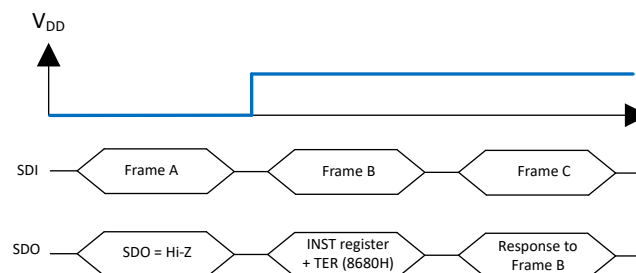 VDD
SDI
Frame A
Frame B
Frame C
SDO
SDO = Hi-Z
INST register
+ TER (8680H)
Response to
Frame B